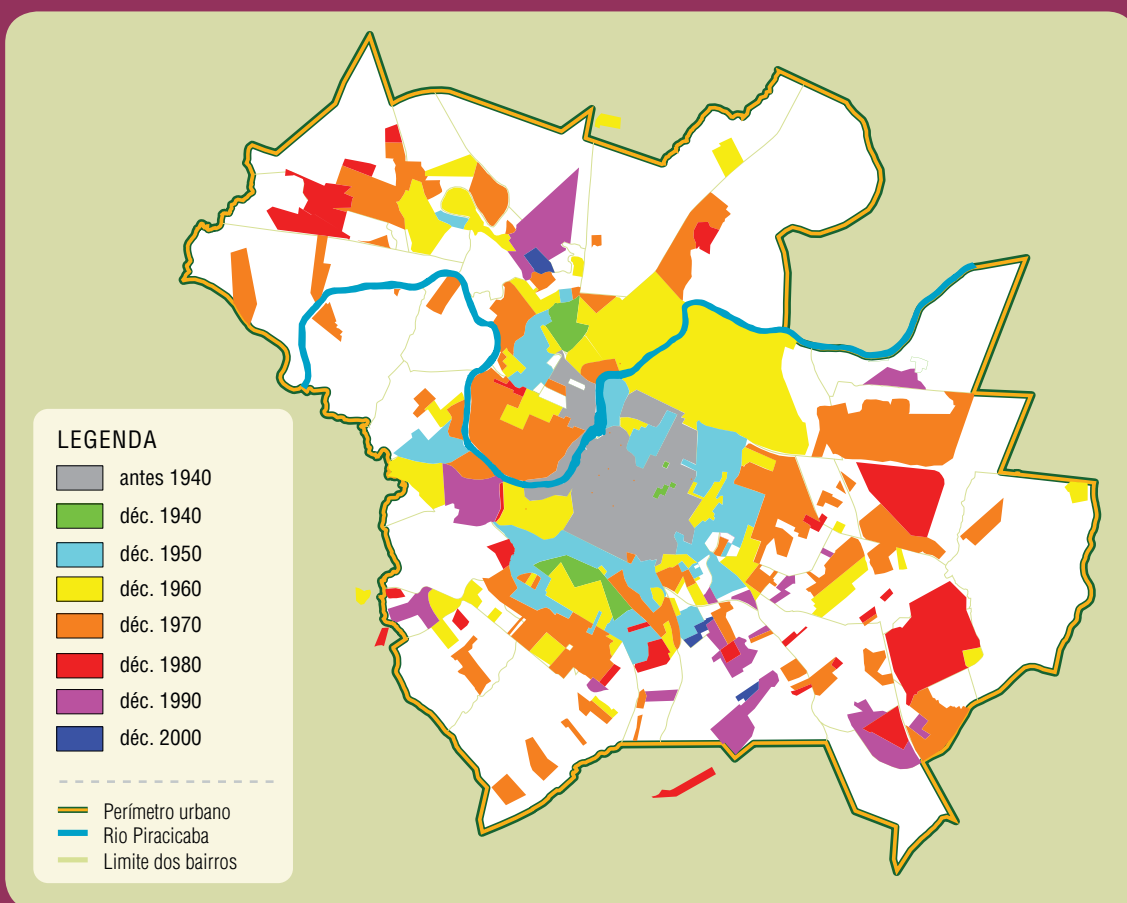 LEGENDA
antes 1940
déc. 1940
déc. 1950
déc. 1960
déc. 1970
déc. 1980
déc. 1990
déc. 2000
Perímetro urbano
Rio Piracicaba
Limite dos bairros